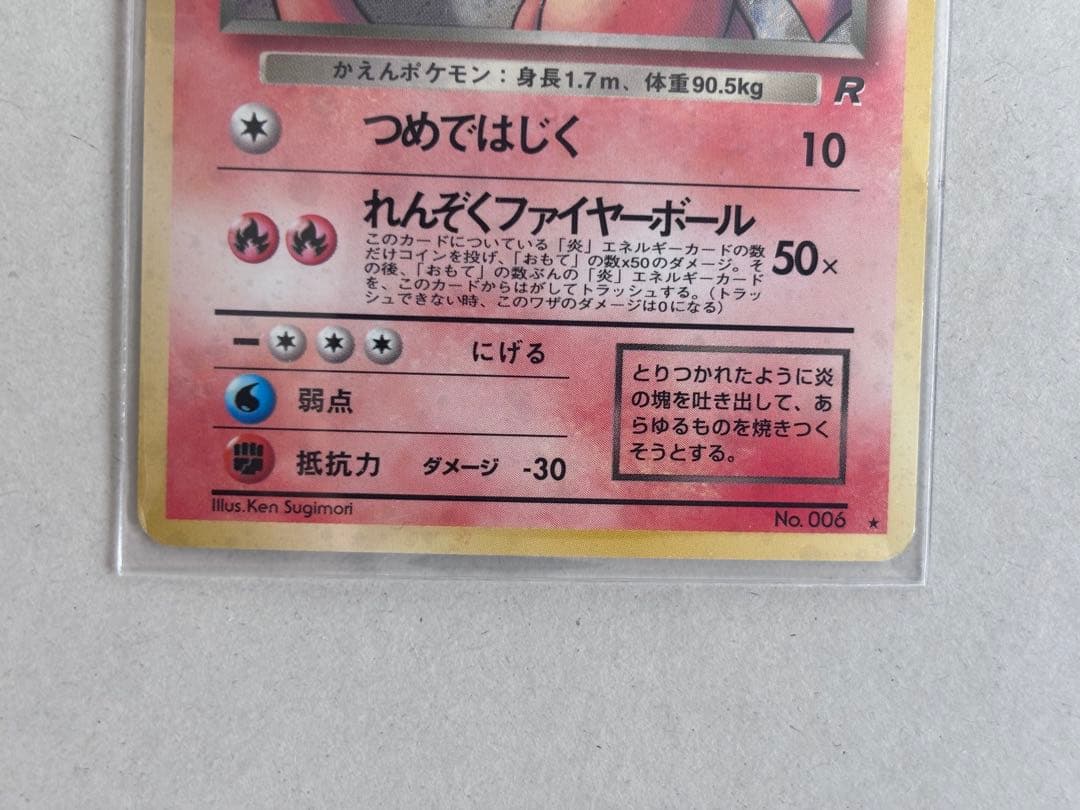 かえんポケモン：身長1.7m、体重90.5kg
R
つめではじく 10
れんぞくファイヤーボール
このカードについている「炎」エネルギーカードの数
だけコインを投げ、「おもて」の数x50のダメージ。そ
の後、「おもて」の数ぶんの「炎」エネルギーカード
を、このカードからはがしてトラッシュする。（トラッ
シュできない時、このワザのダメージは0になる）
50×
にげる
弱点
抵抗力 ダメージ -30
とりつかれたように炎
の塊を吐き出して、あ
らゆるものを焼きつく
そうとする。
Illus.Ken Sugimori
No. 006 ★